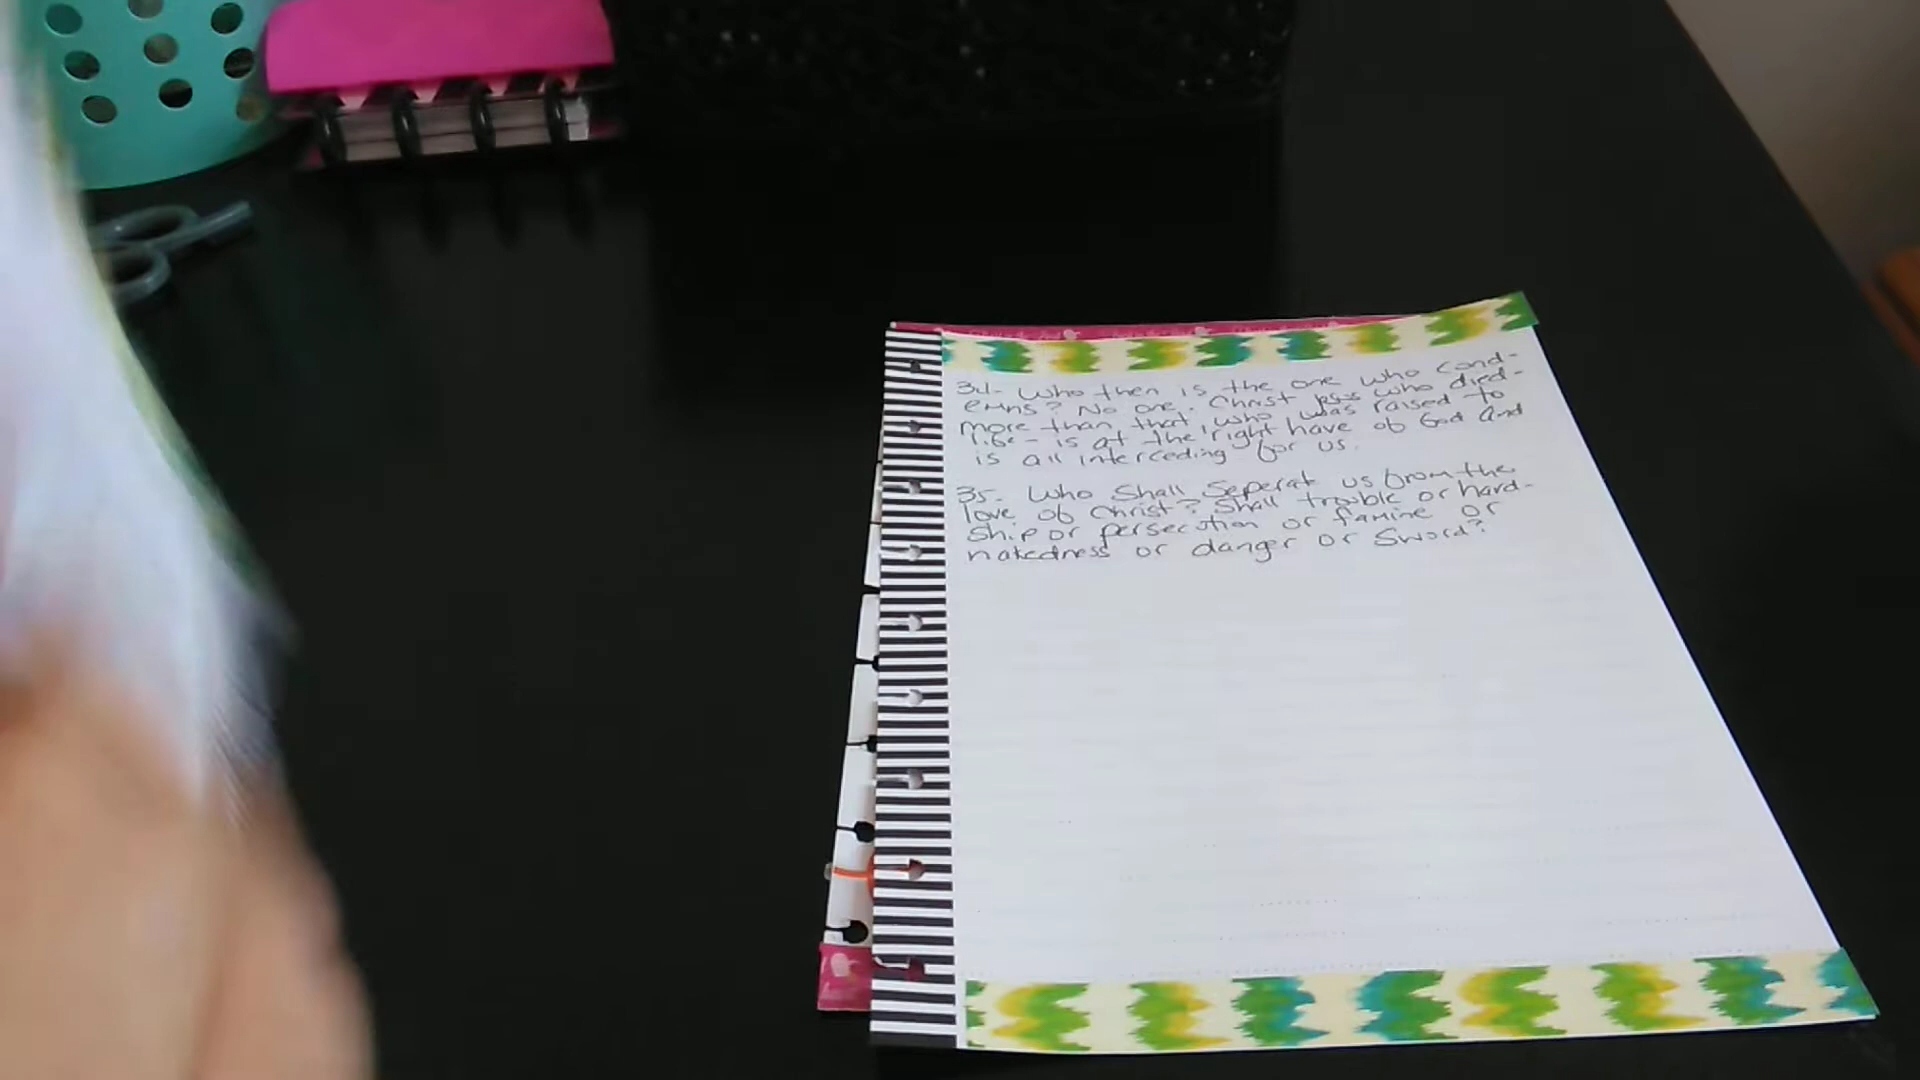 34- Who then is the one who cond-
emns? No one. Christ Jesus who died-
more than that, who was raised to
life - is at the right have of God and
is all interceding for us.
35- Who Shall Seperat us from the
love of Christ? Shall trouble or hard-
Ship or persecution or famine or
nakedness or danger or Sword?